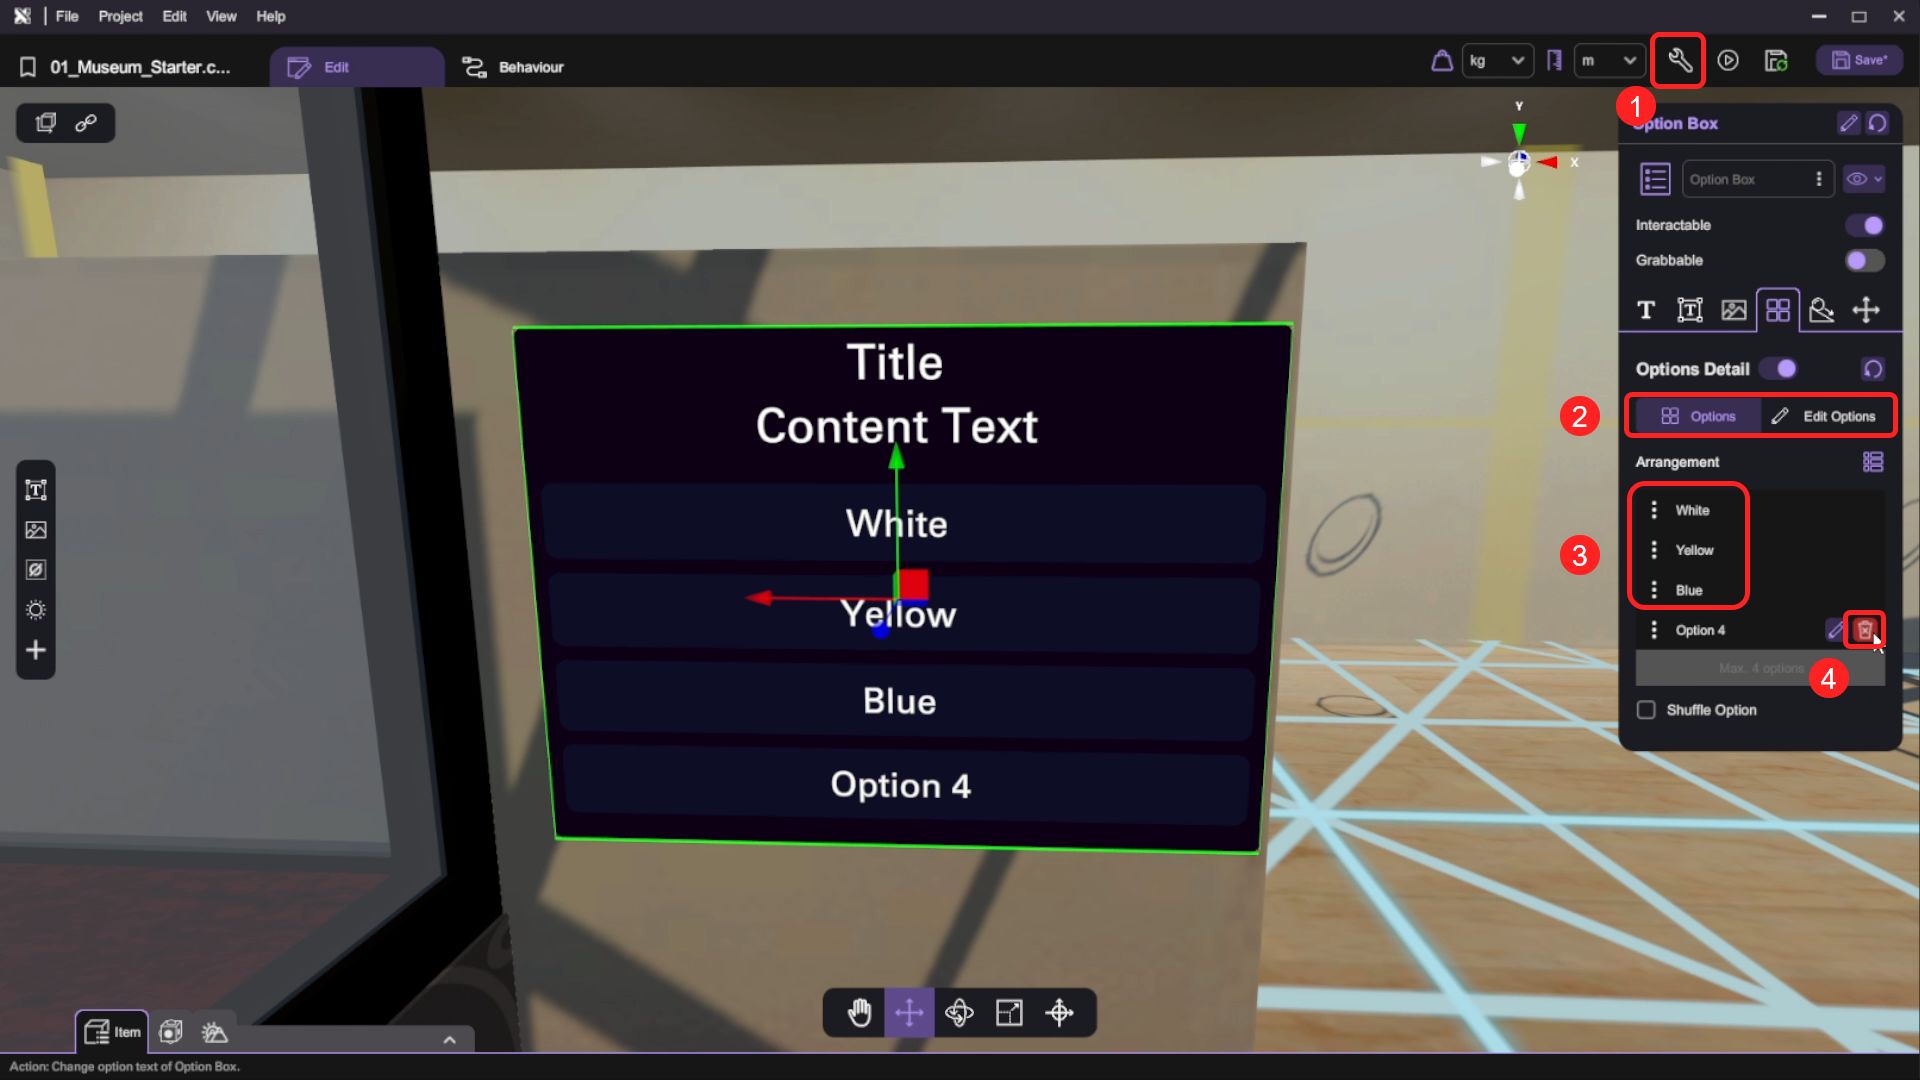 File Project Edit View Help
01_Museum_Starter.c... Edit Behaviour kg m Save*
1
Option Box
Option Box
Interactable
Grabbable
Options Detail
2
Options Edit Options
Arrangement
3
White
Yellow
Blue
Option 4
Max. 4 options
4
Shuffle Option
Y
X
Title
Content Text
White
Yellow
Blue
Option 4
Item
Action: Change option text of Option Box.